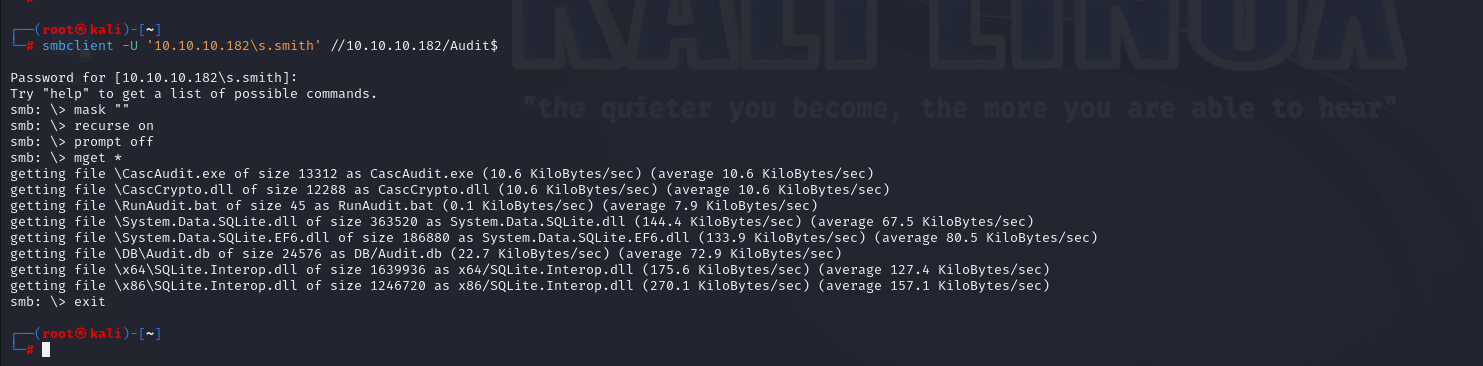 KALI LINUX
"the quieter you become, the more you are able to hear"
┌──(root㉿kali)-[~]
└─# smbclient -U '10.10.10.182\s.smith' //10.10.10.182/Audit$
Password for [10.10.10.182\s.smith]:
Try "help" to get a list of possible commands.
smb: \> mask ""
smb: \> recurse on
smb: \> prompt off
smb: \> mget *
getting file \CascAudit.exe of size 13312 as CascAudit.exe (10.6 KiloBytes/sec) (average 10.6 KiloBytes/sec)
getting file \CascCrypto.dll of size 12288 as CascCrypto.dll (10.6 KiloBytes/sec) (average 10.6 KiloBytes/sec)
getting file \RunAudit.bat of size 45 as RunAudit.bat (0.1 KiloBytes/sec) (average 7.9 KiloBytes/sec)
getting file \System.Data.SQLite.dll of size 363520 as System.Data.SQLite.dll (144.4 KiloBytes/sec) (average 67.5 KiloBytes/sec)
getting file \System.Data.SQLite.EF6.dll of size 186880 as System.Data.SQLite.EF6.dll (133.9 KiloBytes/sec) (average 80.5 KiloBytes/sec)
getting file \DB\Audit.db of size 24576 as DB/Audit.db (22.7 KiloBytes/sec) (average 72.9 KiloBytes/sec)
getting file \x64\SQLite.Interop.dll of size 1639936 as x64/SQLite.Interop.dll (175.6 KiloBytes/sec) (average 127.4 KiloBytes/sec)
getting file \x86\SQLite.Interop.dll of size 1246720 as x86/SQLite.Interop.dll (270.1 KiloBytes/sec) (average 157.1 KiloBytes/sec)
smb: \> exit
┌──(root㉿kali)-[~]
└─#